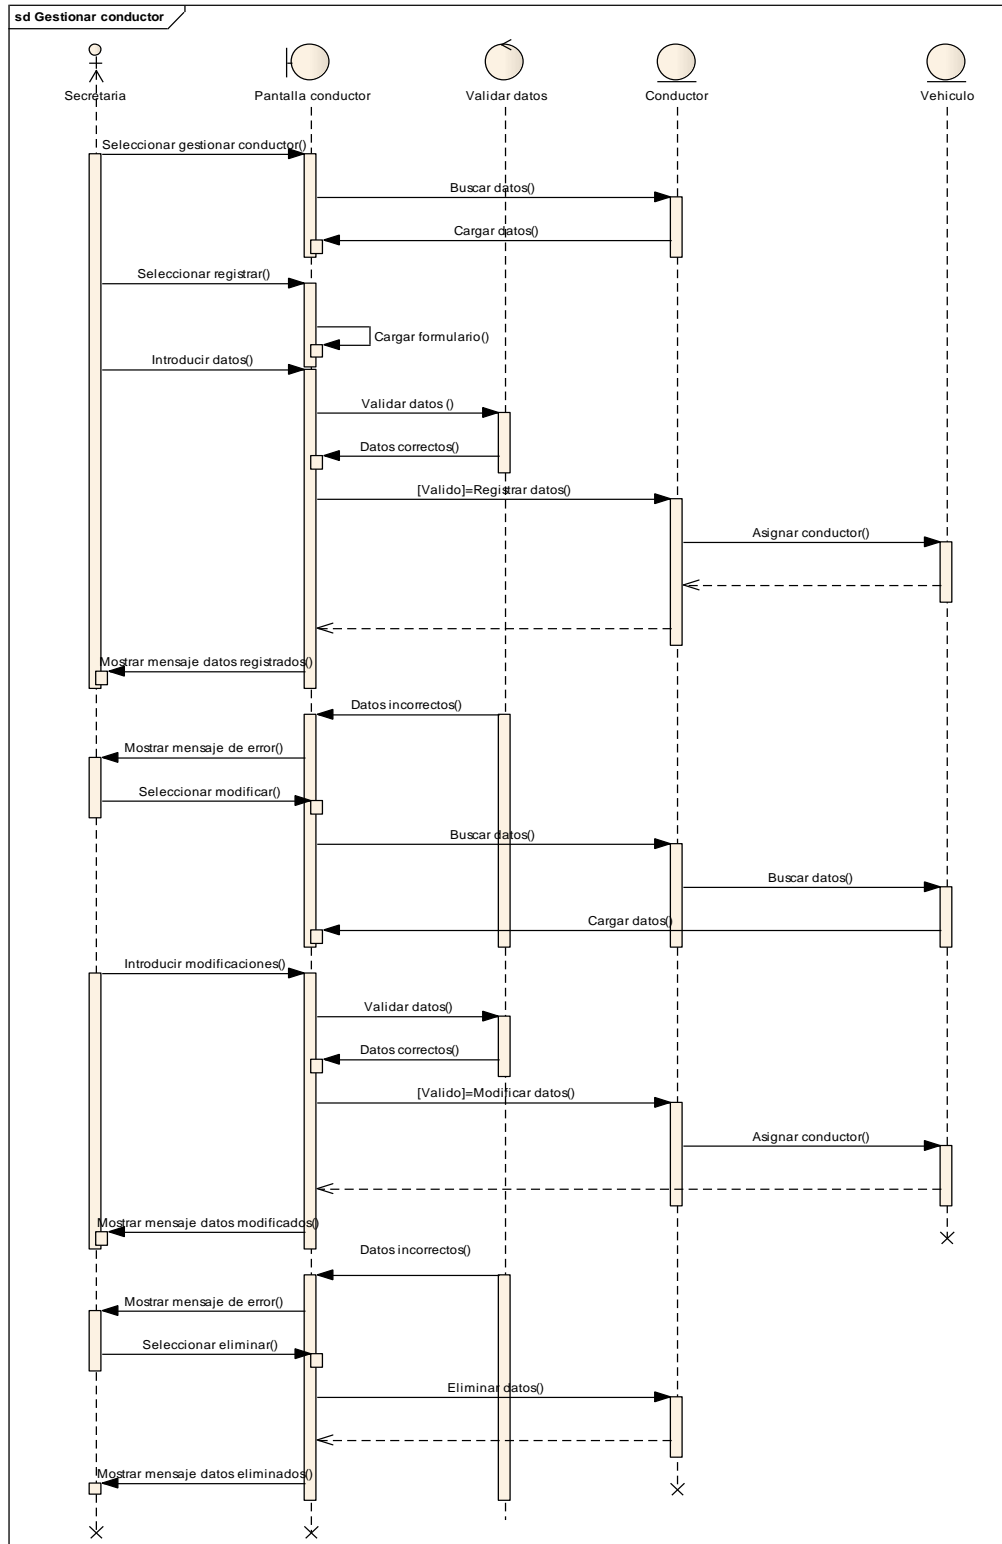 sd Gestionar conductor
Secretaria
Pantalla conductor
Validar datos
Conductor
Vehiculo
Seleccionar gestionar conductor()
Buscar datos()
Cargar datos()
Seleccionar registrar()
Cargar formulario()
Introducir datos()
Validar datos ()
Datos correctos()
[Valido]=Registrar datos()
Asignar conductor()
Mostrar mensaje datos registrados()
Datos incorrectos()
Mostrar mensaje de error()
Seleccionar modificar()
Buscar datos()
Buscar datos()
Cargar datos()
Introducir modificaciones()
Validar datos()
Datos correctos()
[Valido]=Modificar datos()
Asignar conductor()
Mostrar mensaje datos modificados()
Datos incorrectos()
Mostrar mensaje de error()
Seleccionar eliminar()
Eliminar datos()
Mostrar mensaje datos eliminados()